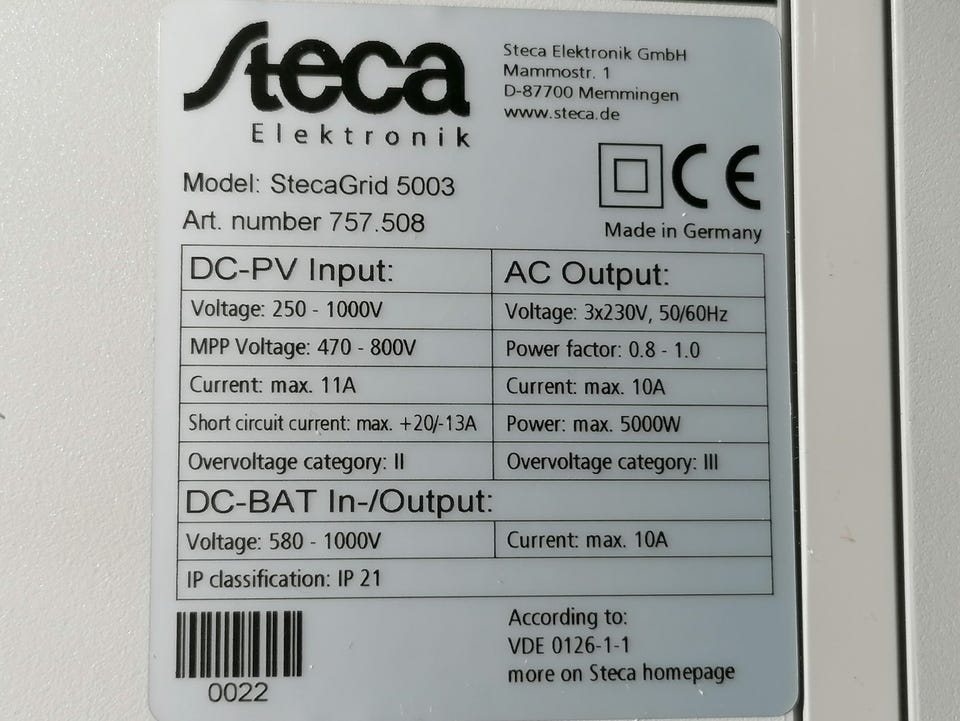 Steca
Elektronik
Steca Elektronik GmbH
Mammostr. 1
D-87700 Memmingen
www.steca.de
CE
Made in Germany
Model: StecaGrid 5003
Art. number 757.508
DC-PV Input:
AC Output:
Voltage: 250 - 1000V
Voltage: 3x230V, 50/60Hz
MPP Voltage: 470 - 800V
Power factor: 0.8 - 1.0
Current: max. 11A
Current: max. 10A
Short circuit current: max. +20/-13A
Power: max. 5000W
Overvoltage category: II
Overvoltage category: III
DC-BAT In-/Output:
Voltage: 580 - 1000V
Current: max. 10A
IP classification: IP 21
0022
According to:
VDE 0126-1-1
more on Steca homepage